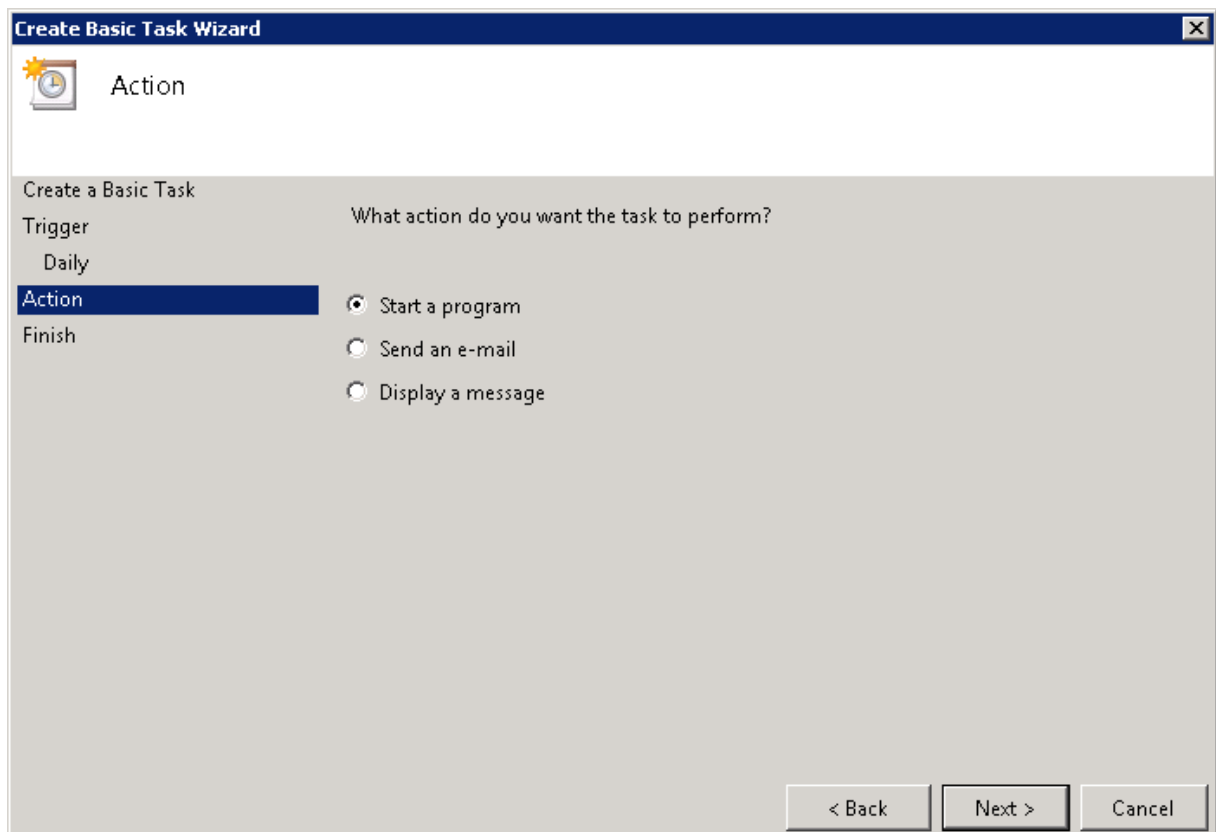 Create Basic Task Wizard
Action
Create a Basic Task
Trigger
Daily
Action
Finish
What action do you want the task to perform?
Start a program
Send an e-mail
Display a message
< Back
Next >
Cancel